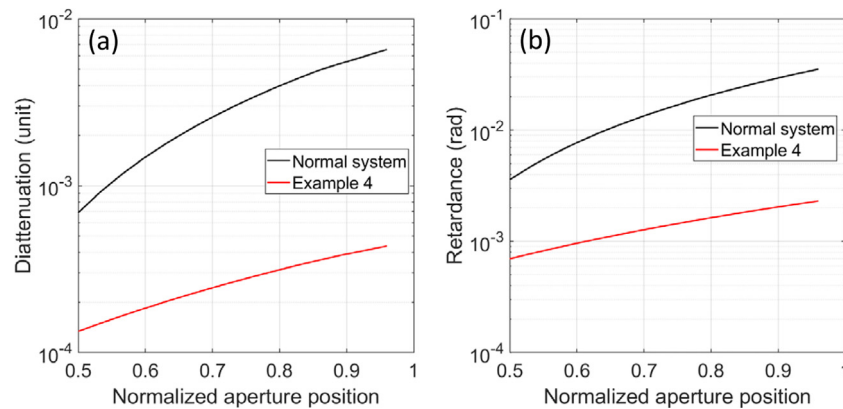 (a)
10^-2
10^-3
10^-4
Diattenuation (unit)
Normal system
Example 4
0.5 0.6 0.7 0.8 0.9 1
Normalized aperture position
(b)
10^-1
10^-2
10^-3
10^-4
Retardance (rad)
Normal system
Example 4
0.5 0.6 0.7 0.8 0.9 1
Normalized aperture position